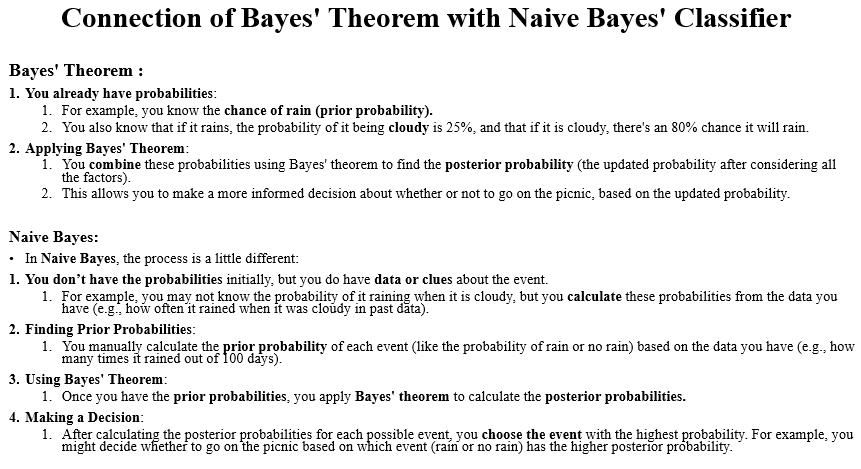 Connection of Bayes' Theorem with Naive Bayes' Classifier
Bayes' Theorem :
1. You already have probabilities:
1. For example, you know the chance of rain (prior probability).
2. You also know that if it rains, the probability of it being cloudy is 25%, and that if it is cloudy, there's an 80% chance it will rain.
2. Applying Bayes' Theorem:
1. You combine these probabilities using Bayes' theorem to find the posterior probability (the updated probability after considering all
the factors).
2. This allows you to make a more informed decision about whether or not to go on the picnic, based on the updated probability.
Naive Bayes:
• In Naive Bayes, the process is a little different:
1. You don’t have the probabilities initially, but you do have data or clues about the event.
1. For example, you may not know the probability of it raining when it is cloudy, but you calculate these probabilities from the data you
have (e.g., how often it rained when it was cloudy in past data).
2. Finding Prior Probabilities:
1. You manually calculate the prior probability of each event (like the probability of rain or no rain) based on the data you have (e.g., how
many times it rained out of 100 days).
3. Using Bayes' Theorem:
1. Once you have the prior probabilities, you apply Bayes' theorem to calculate the posterior probabilities.
4. Making a Decision:
1. After calculating the posterior probabilities for each possible event, you choose the event with the highest probability. For example, you
might decide whether to go on the picnic based on which event (rain or no rain) has the higher posterior probability.